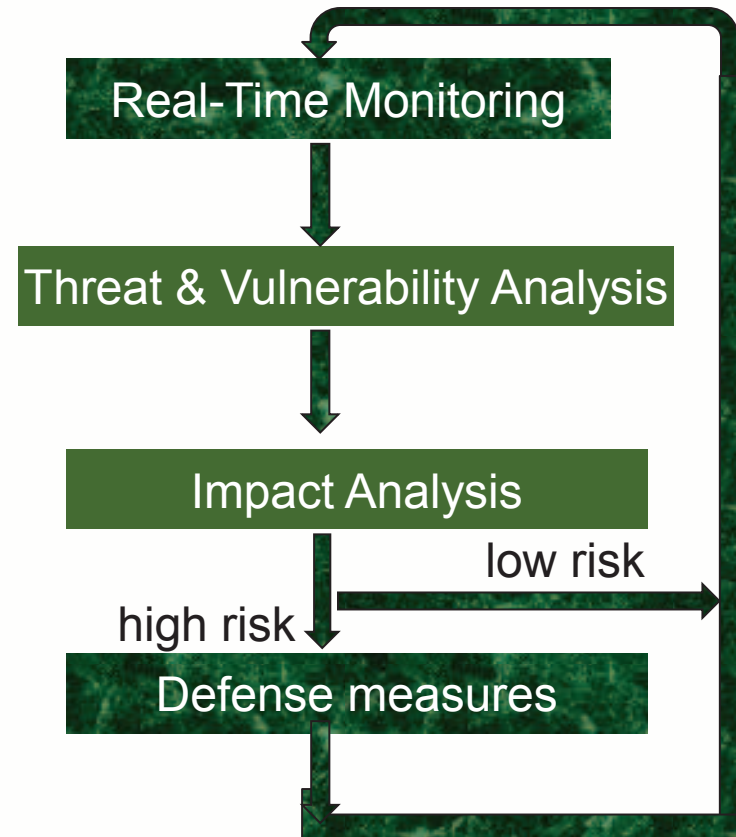 Real-Time Monitoring
Threat & Vulnerability Analysis
Impact Analysis
low risk
high risk
Defense measures